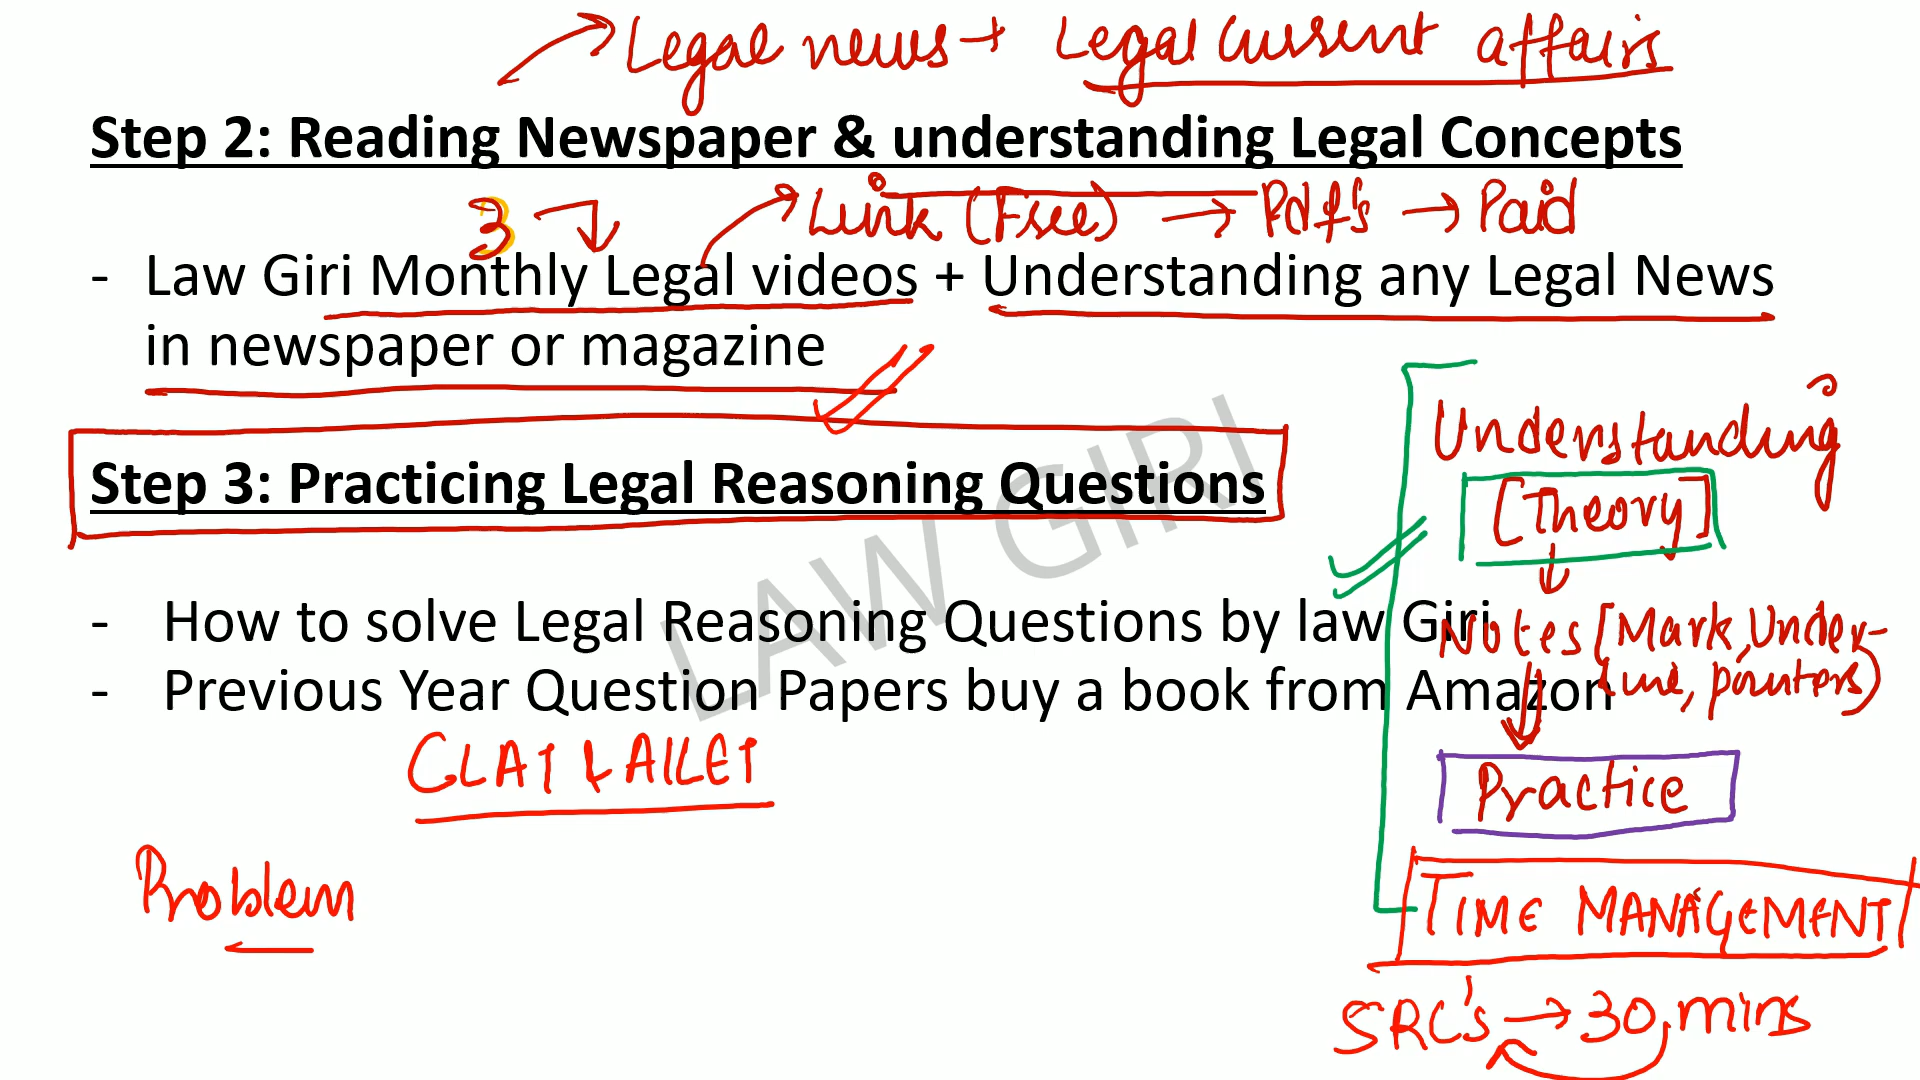 Legal news + Legal Current affairs
Step 2: Reading Newspaper & understanding Legal Concepts
3 Link (Free) → Pdf's → Paid
- Law Giri Monthly Legal videos + Understanding any Legal News
in newspaper or magazine
Understanding
Step 3: Practicing Legal Reasoning Questions
[Theory]
LAW GIRI
- How to solve Legal Reasoning Questions by law Giri
Notes (Mark, Under-
line, pointers)
- Previous Year Question Papers buy a book from Amazon
CLAT & AILET
Practice
Problem
TIME MANAGEMENT
SRC's → 30 mins